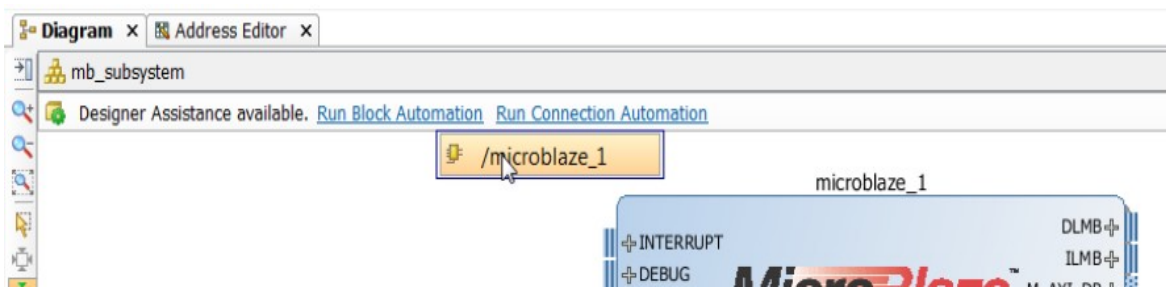 Diagram × Address Editor ×
mb_subsystem
Designer Assistance available. Run Block Automation Run Connection Automation
/microblaze_1
microblaze_1
DLMB
INTERRUPT
ILMB
DEBUG
MicroBlaze™